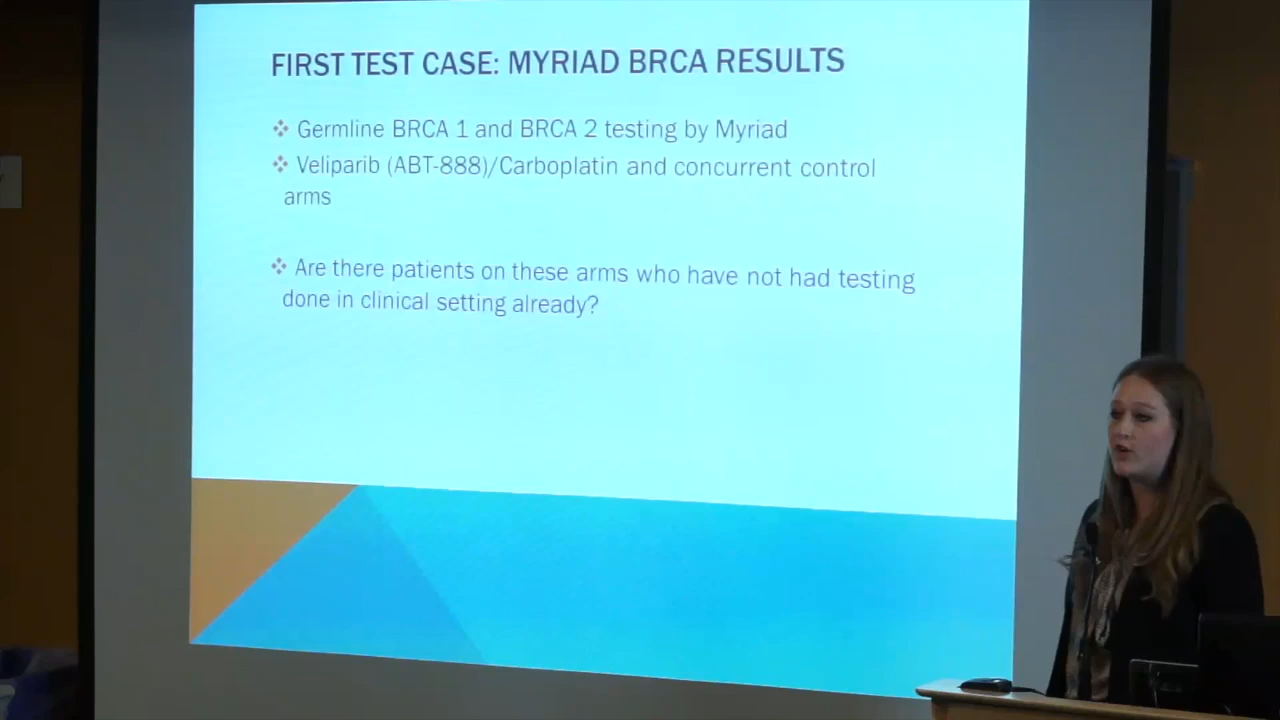 FIRST TEST CASE: MYRIAD BRCA RESULTS
❖ Germline BRCA 1 and BRCA 2 testing by Myriad
❖ Veliparib (ABT-888)/Carboplatin and concurrent control
arms
❖ Are there patients on these arms who have not had testing
done in clinical setting already?